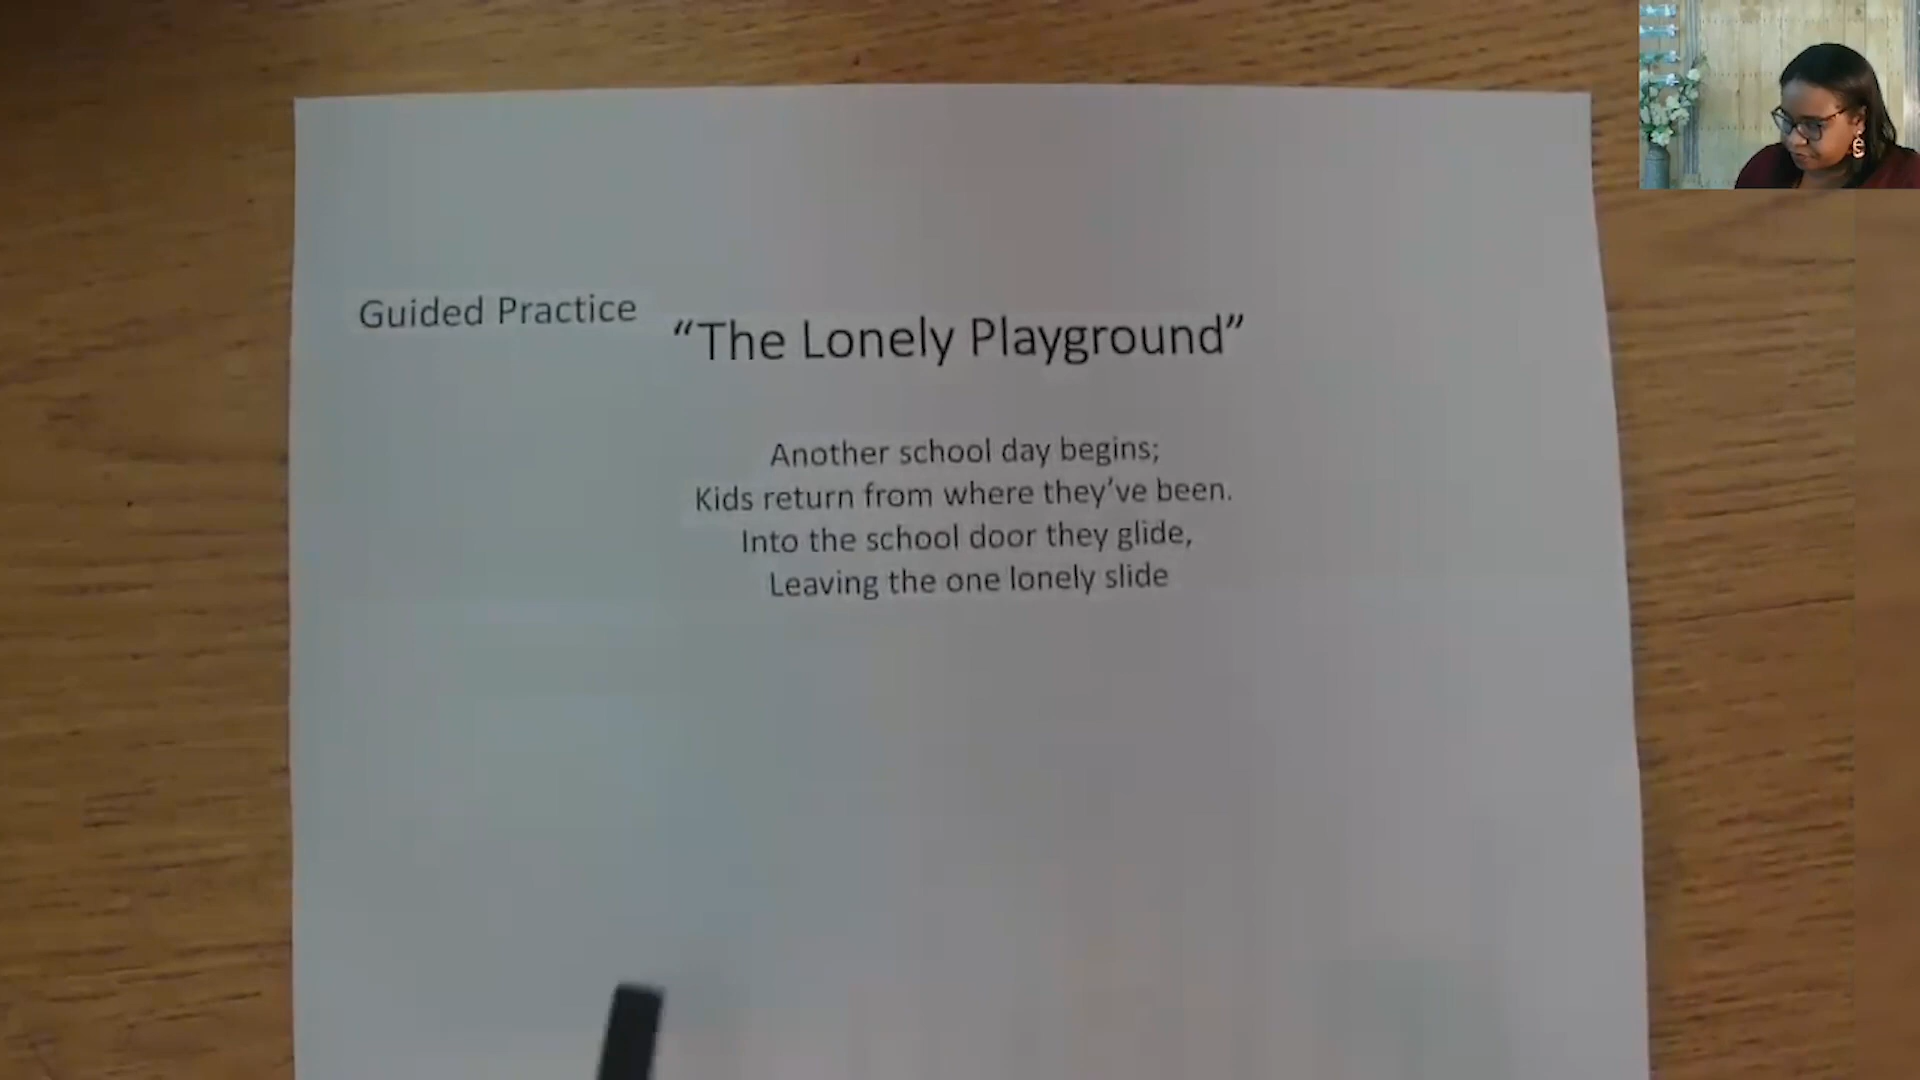 Guided Practice
“The Lonely Playground”
Another school day begins;
Kids return from where they’ve been.
Into the school door they glide,
Leaving the one lonely slide